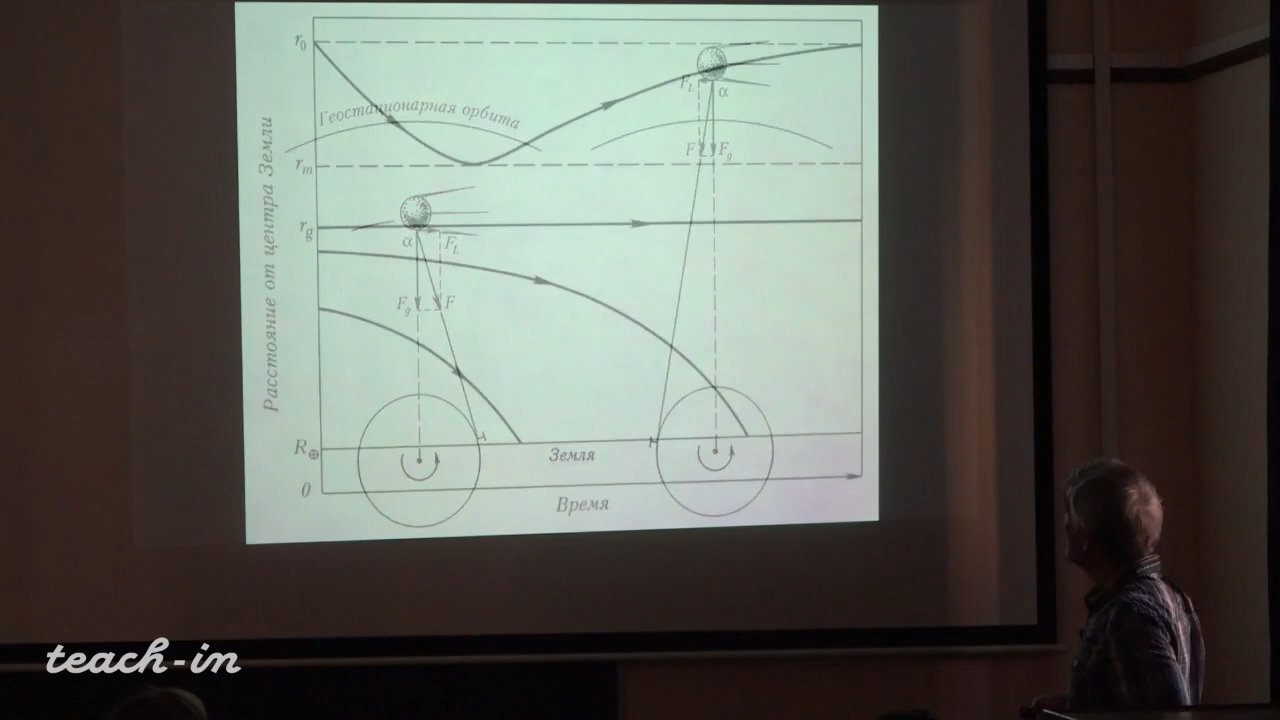 Расстояние от центра Земли
r₀
Геостационарная орбита
F_L
α
F
F_g
r_m
r_g
α
F_L
F_g
F
R⊕
Земля
0
Время
teach-in